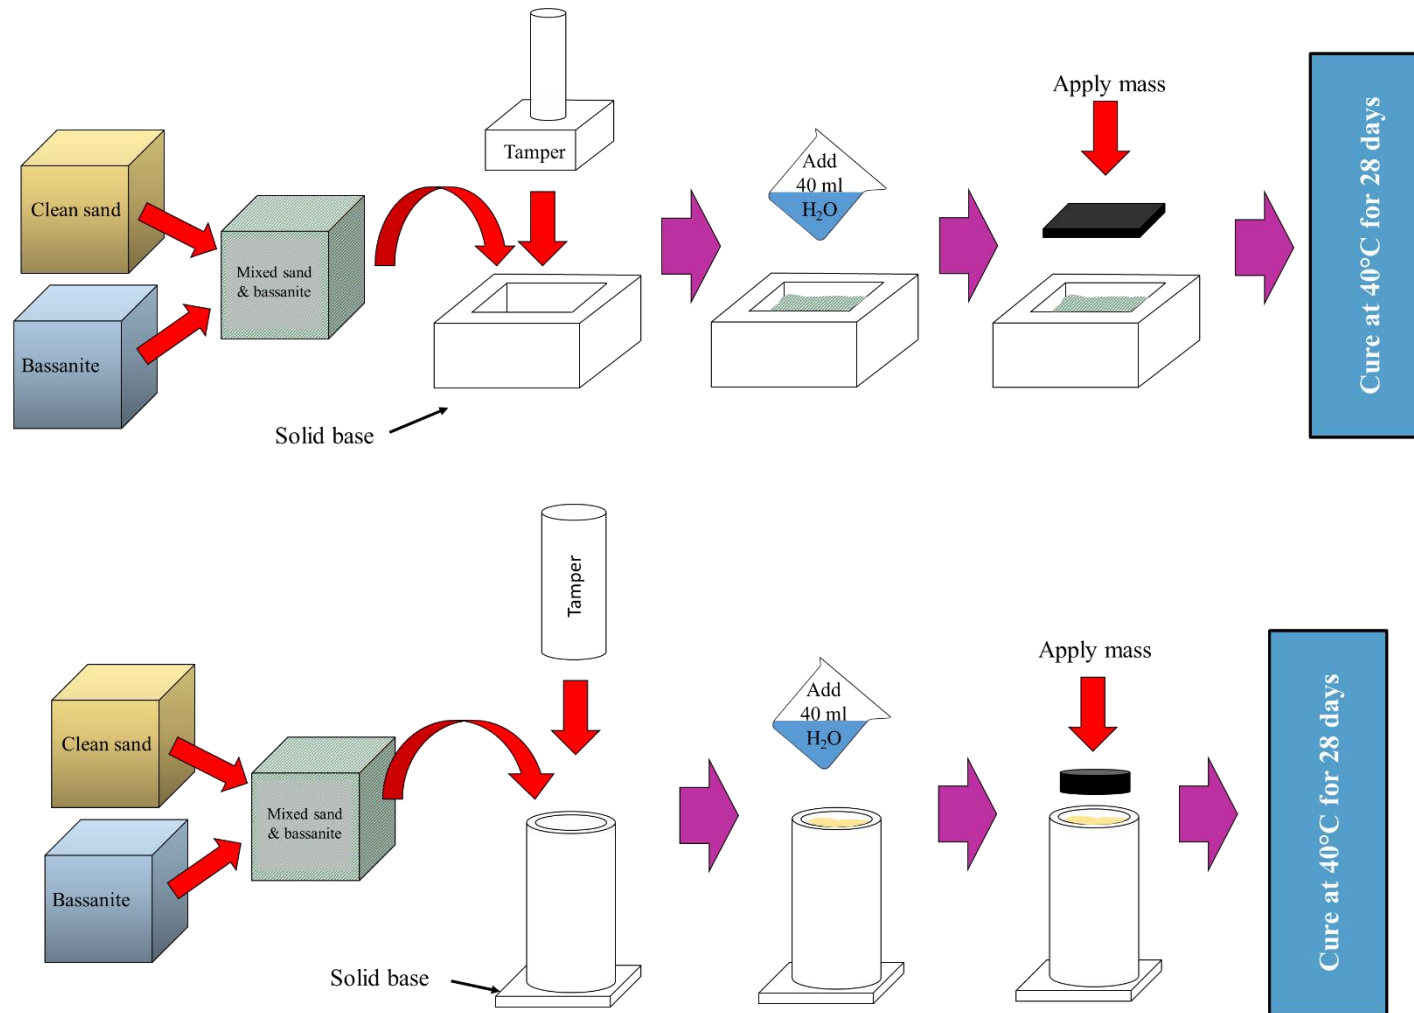 Tamper
Apply mass
Clean sand
Bassanite
Mixed sand
& bassanite
Add
40 ml
H₂O
Solid base
Cure at 40°C for 28 days
Tamper
Apply mass
Clean sand
Bassanite
Mixed sand
& bassanite
Add
40 ml
H₂O
Solid base
Cure at 40°C for 28 days